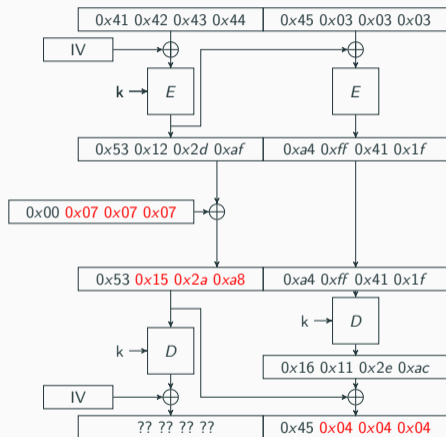 0x41 0x42 0x43 0x44 0x45 0x03 0x03 0x03
IV
k E E
0x53 0x12 0x2d 0xaf 0xa4 0xff 0x41 0x1f
0x00 0x07 0x07 0x07
0x53 0x15 0x2a 0xa8 0xa4 0xff 0x41 0x1f
k D
k D
0x16 0x11 0x2e 0xac
IV
?? ?? ?? ?? 0x45 0x04 0x04 0x04